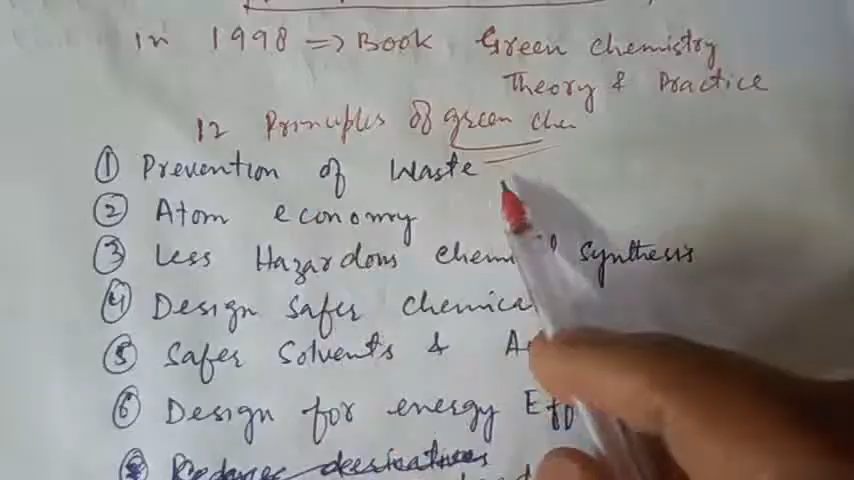 In 1998 => Book Green chemistry
Theory & Practice
12 Principles of green che
① Prevention of Waste
② Atom economy
③ Less Hazardous chem synthesis
④ Design safer chemica
⑤ Safer Solvents & A
⑥ Design for energy Eff
derivatives